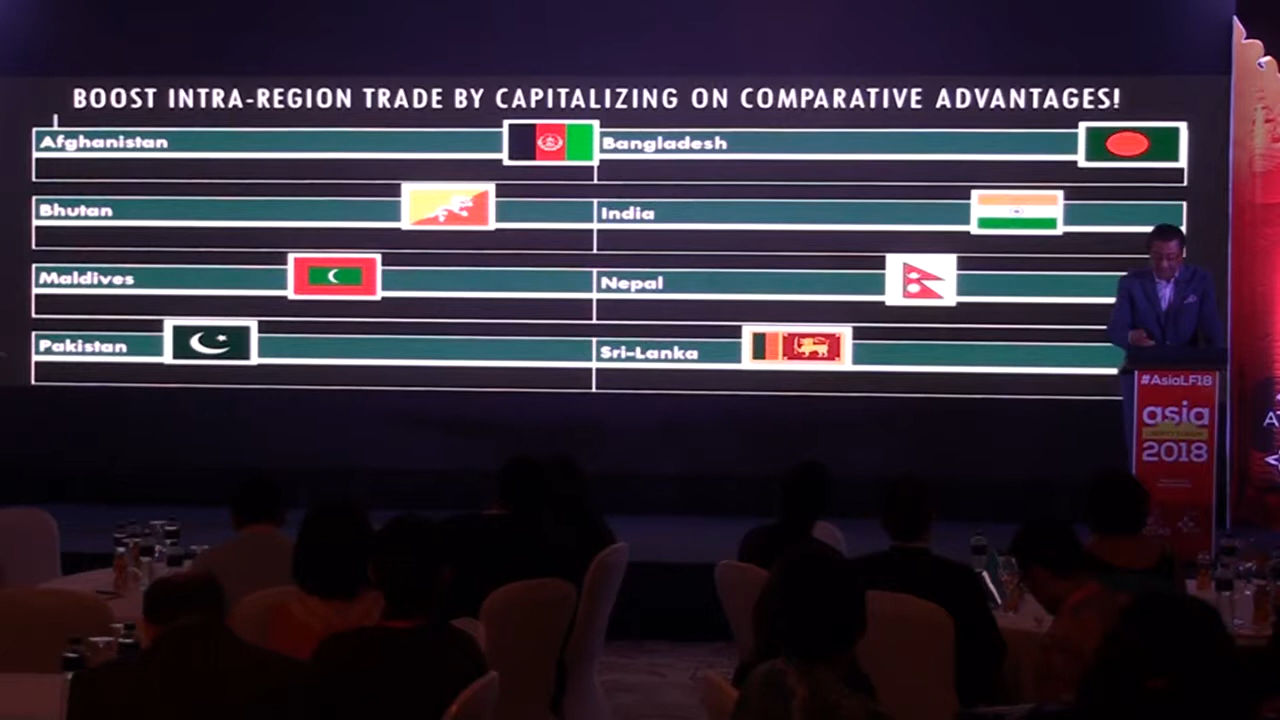 BOOST INTRA-REGION TRADE BY CAPITALIZING ON COMPARATIVE ADVANTAGES!
Afghanistan
Bangladesh
Bhutan
India
Maldives
Nepal
Pakistan
Sri-Lanka
#AsiaLF18
asia
2018
A